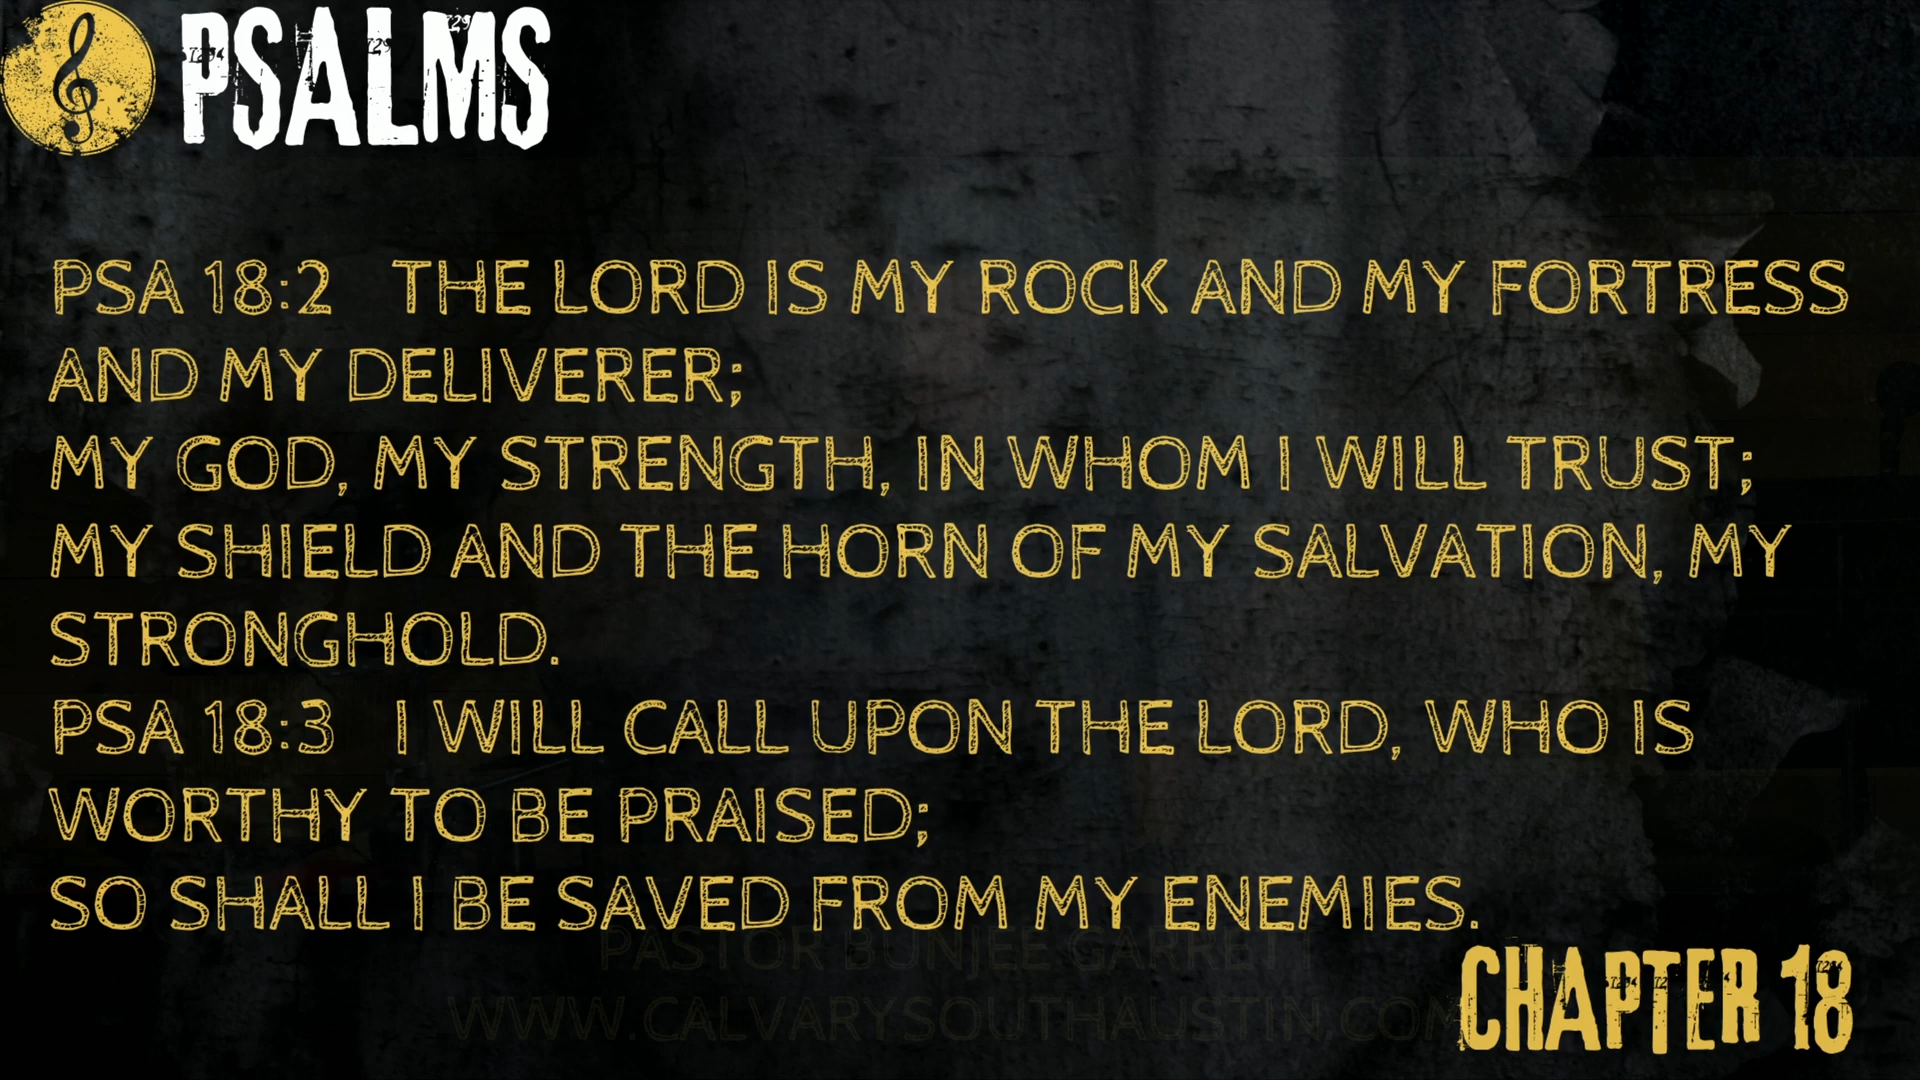 PSALMS
PSA 18:2 THE LORD IS MY ROCK AND MY FORTRESS
AND MY DELIVERER;
MY GOD, MY STRENGTH, IN WHOM I WILL TRUST;
MY SHIELD AND THE HORN OF MY SALVATION, MY
STRONGHOLD.
PSA 18:3 I WILL CALL UPON THE LORD, WHO IS
WORTHY TO BE PRAISED;
SO SHALL I BE SAVED FROM MY ENEMIES.
PASTOR BUNJEE GARRETT
WWW.CALVARYSOUTHAUSTIN.COM
CHAPTER 18